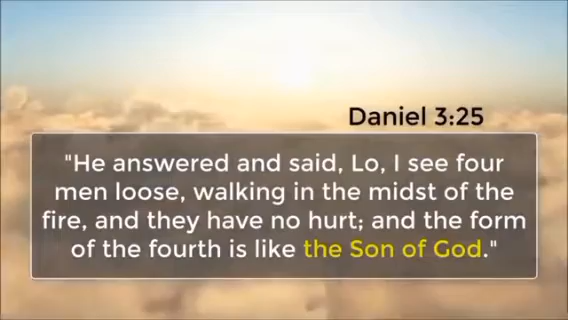 Daniel 3:25
"He answered and said, Lo, I see four
men loose, walking in the midst of the
fire, and they have no hurt; and the form
of the fourth is like the Son of God."